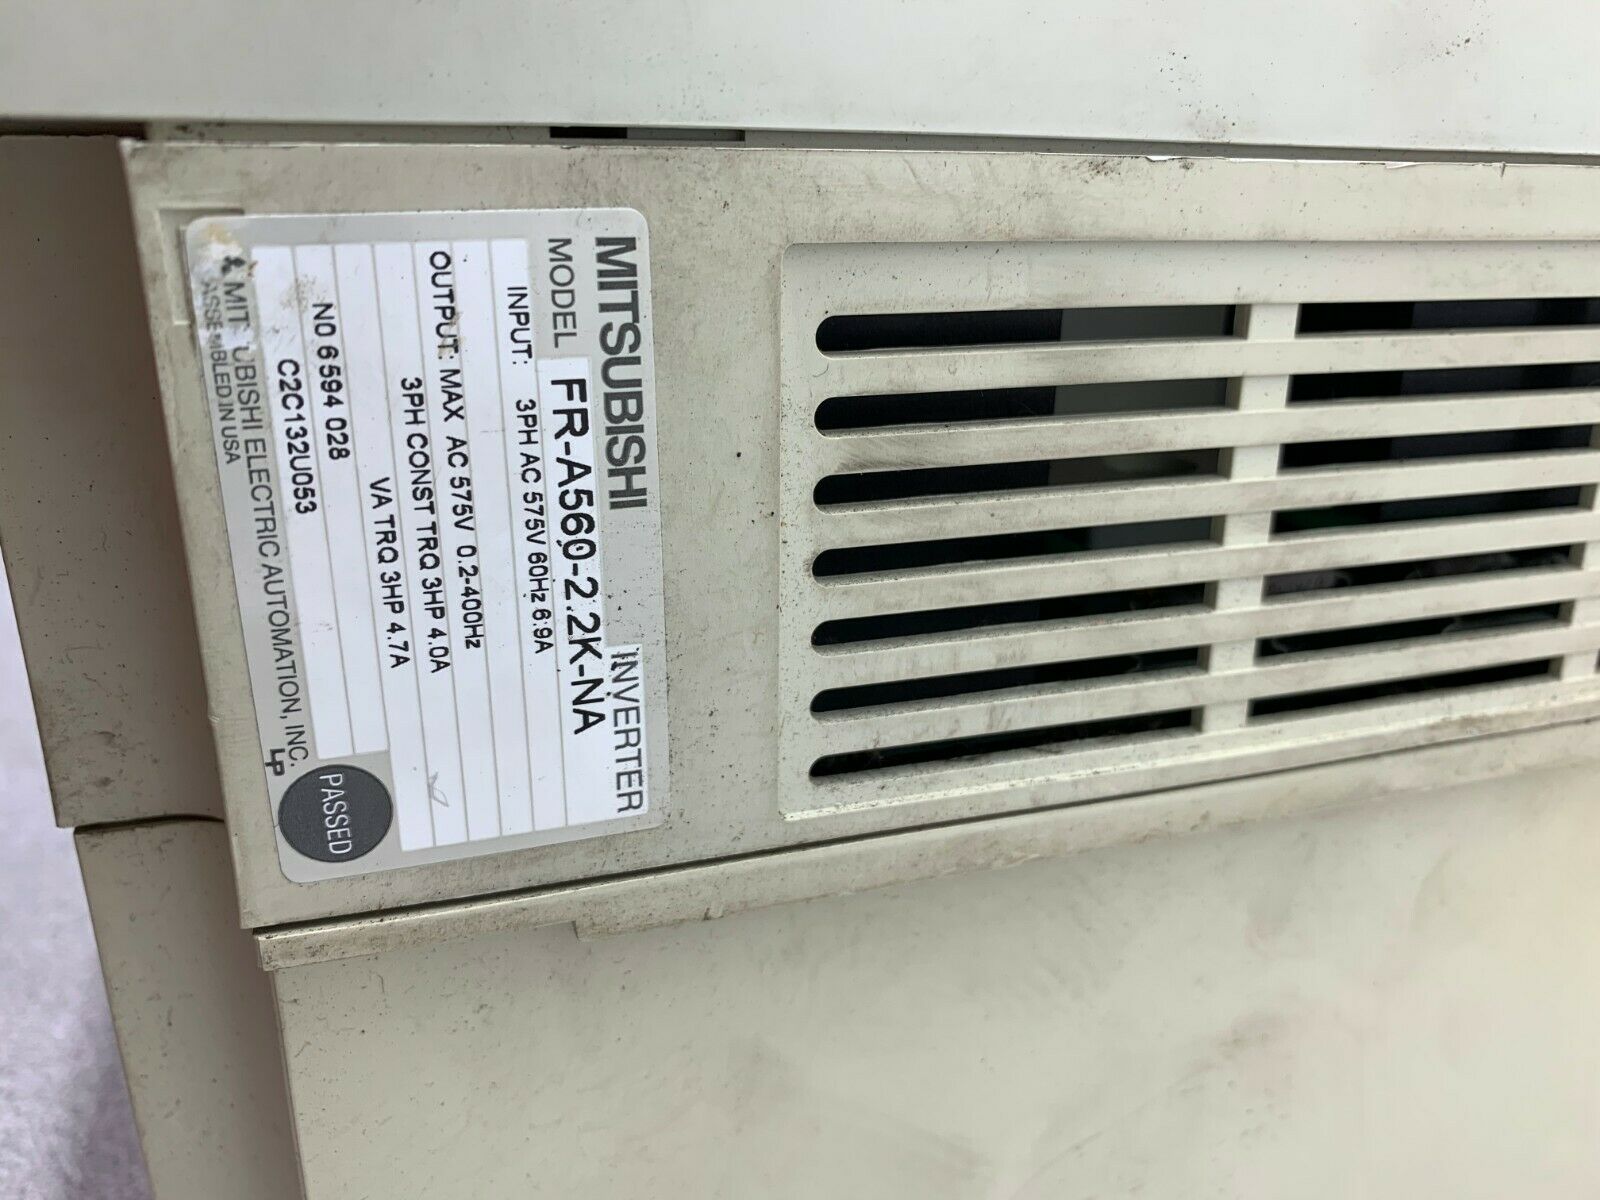 MITSUBISHI INVERTER
MODEL FR-A560-2.2K-NA
INPUT: 3PH AC 575V 60Hz 6.9A
OUTPUT: MAX AC 575V 0.2-400Hz
3PH CONST TRQ 3HP 4.0A
VA TRQ 3HP 4.7A
N0 6594 028
C2C132U053
MITSUBISHI ELECTRIC AUTOMATION, INC.
ASSEMBLED IN USA
LP
PASSED